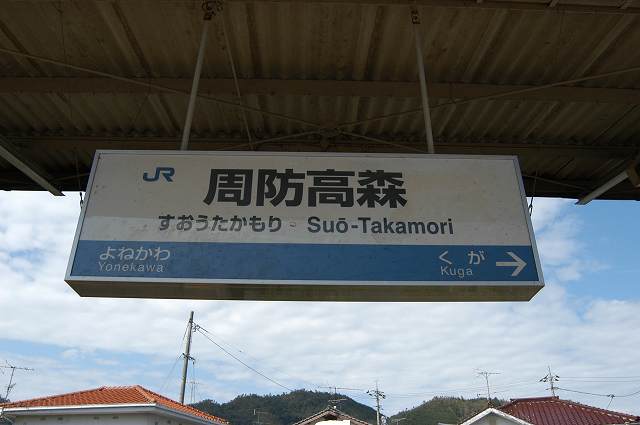 JR 周防高森
すおうたかもり Suō-Takamori
よねかわ くが →
Yonekawa Kuga